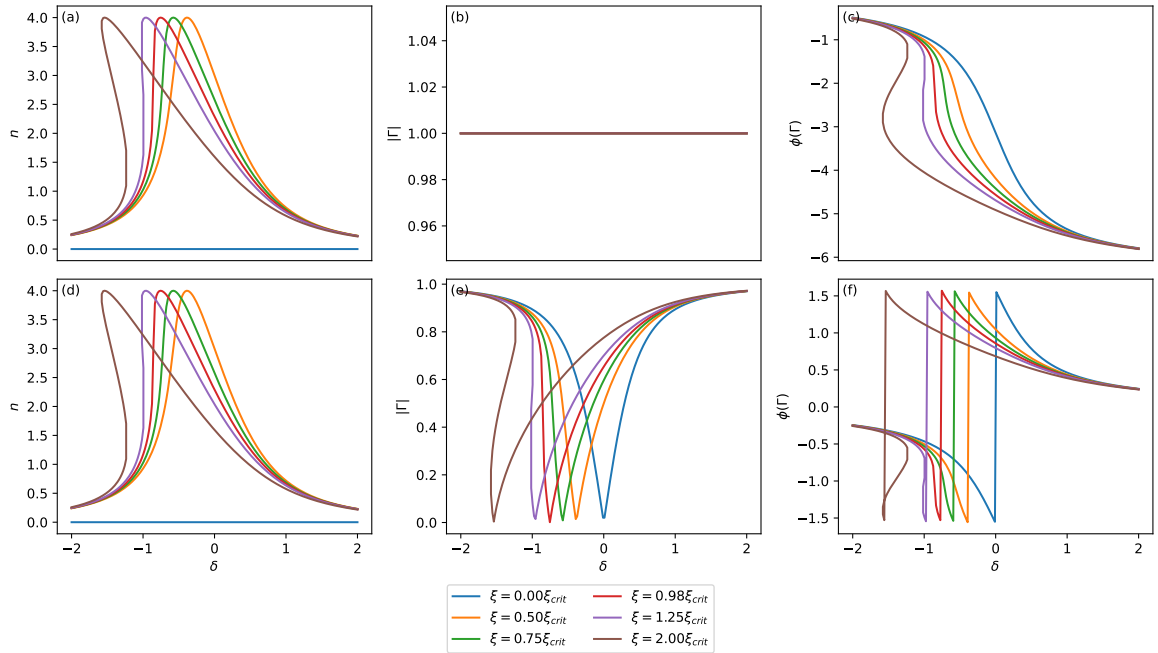 (a)
4.0
3.5
3.0
2.5
2.0
1.5
1.0
0.5
0.0
n
(b)
1.04
1.02
1.00
0.98
0.96
|Γ|
(c)
−1
−2
−3
−4
−5
−6
ϕ(Γ)
(d)
4.0
3.5
3.0
2.5
2.0
1.5
1.0
0.5
0.0
n
−2 −1 0 1 2
δ
(e)
1.0
0.8
0.6
0.4
0.2
0.0
|Γ|
−2 −1 0 1 2
δ
(f)
1.5
1.0
0.5
0.0
−0.5
−1.0
−1.5
ϕ(Γ)
−2 −1 0 1 2
δ
ξ = 0.00ξcrit
ξ = 0.50ξcrit
ξ = 0.75ξcrit
ξ = 0.98ξcrit
ξ = 1.25ξcrit
ξ = 2.00ξcrit